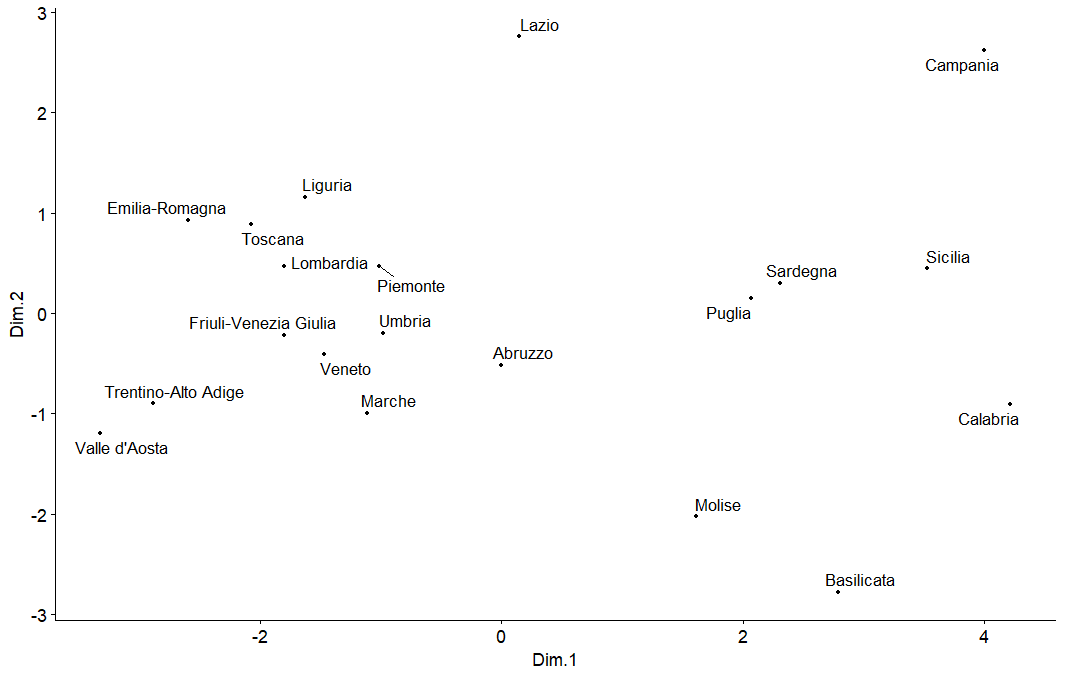 3
Lazio
Campania
2
Liguria
Emilia-Romagna
1
Toscana
Lombardia
Sicilia
Sardegna
Piemonte
Dim.2
0
Puglia
Friuli-Venezia Giulia
Umbria
Abruzzo
Veneto
Trentino-Alto Adige
Marche
-1
Calabria
Valle d'Aosta
Molise
-2
Basilicata
-3
-2
0
2
4
Dim.1